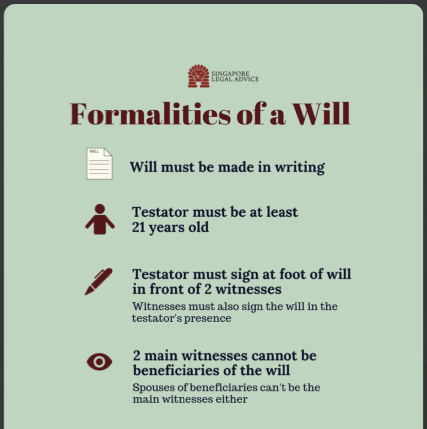 SINGAPORE
LEGAL ADVICE
Formalities of a Will
WILL
Will must be made in writing
Testator must be at least
21 years old
Testator must sign at foot of will
in front of 2 witnesses
Witnesses must also sign the will in the
testator's presence
2 main witnesses cannot be
beneficiaries of the will
Spouses of beneficiaries can't be the
main witnesses either